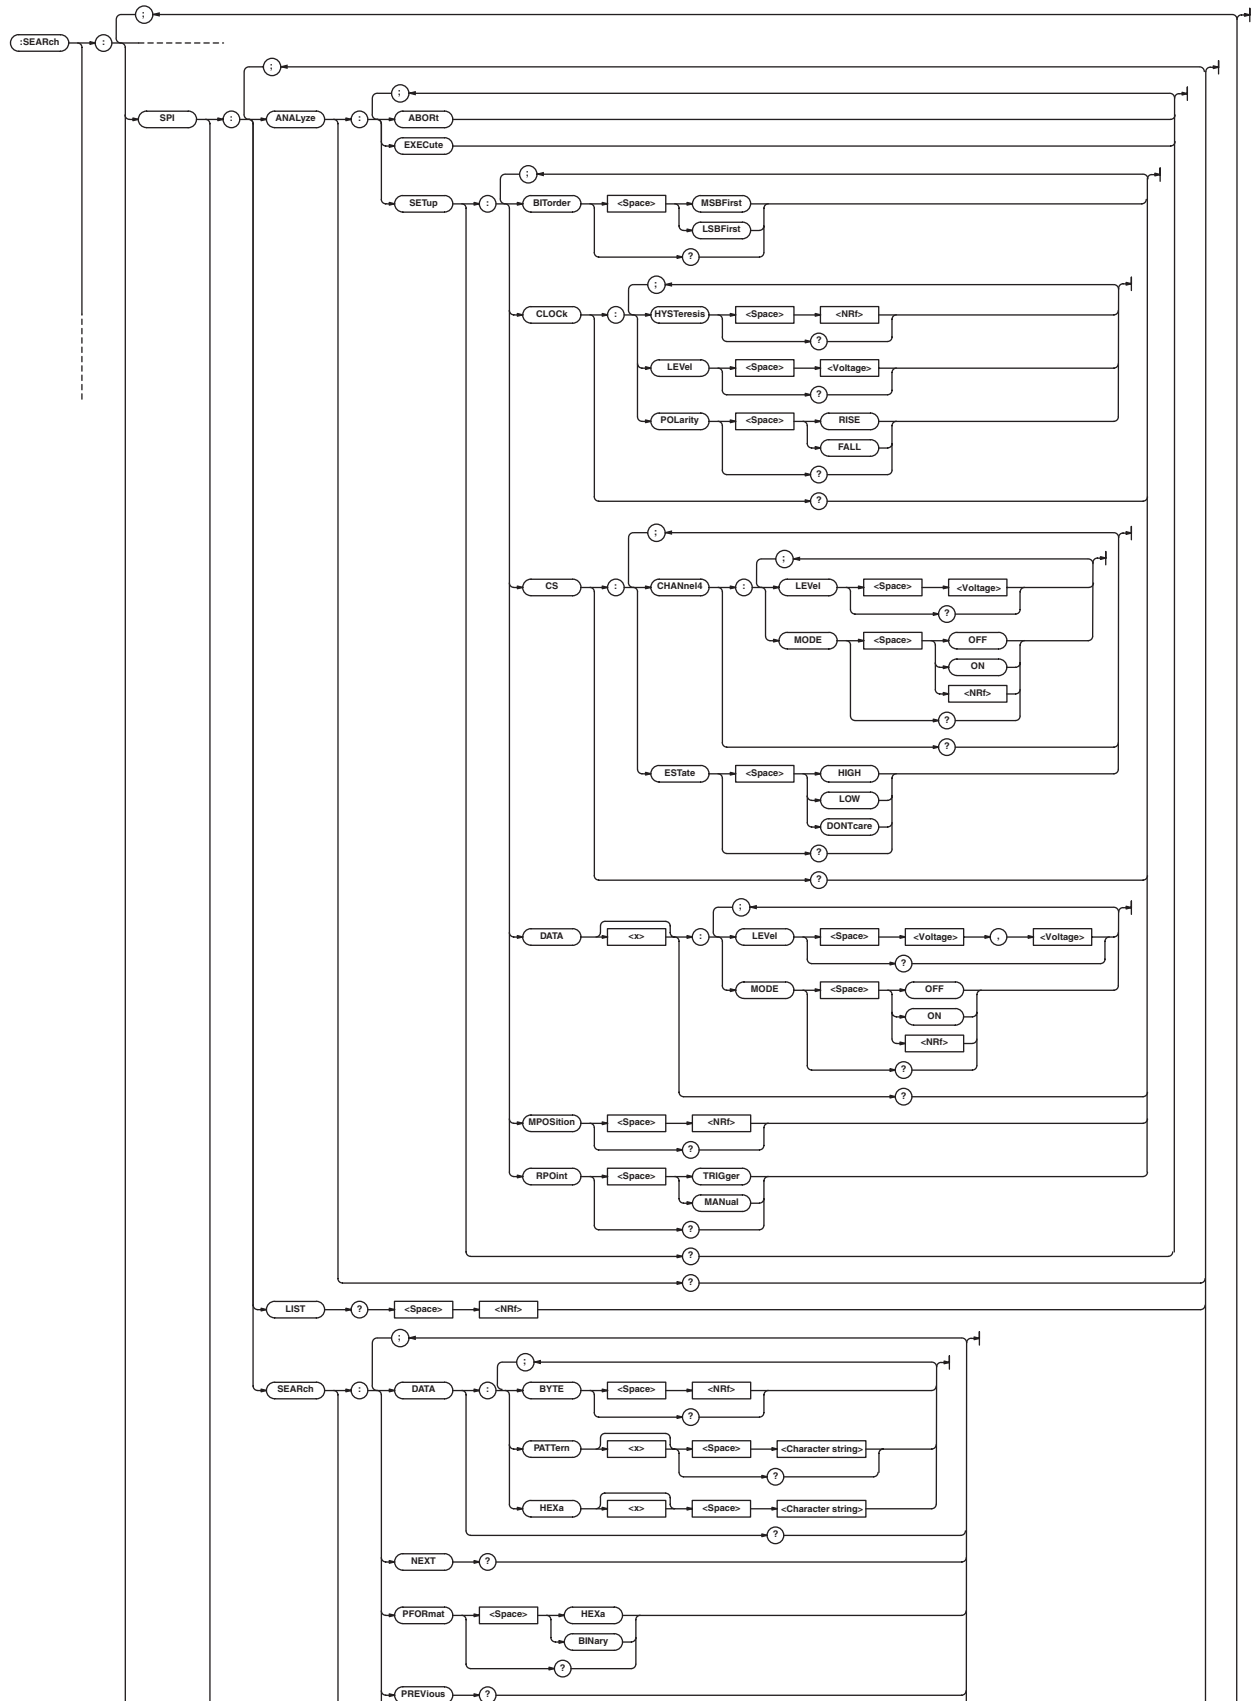 ;
:SEARch :
;
;
SPI : ANALyze : ABORt
EXECute
;
SETup : BITorder <Space> MSBFirst
LSBFirst
?
;
CLOCk : HYSTeresis <Space> <NRf>
?
LEVel <Space> <Voltage>
?
POLarity <Space> RISE
FALL
?
?
;
;
CS : CHANnel4 : LEVel <Space> <Voltage>
?
MODE <Space> OFF
ON
<NRf>
?
?
ESTate <Space> HIGH
LOW
DONTcare
?
?
;
DATA <x> : LEVel <Space> <Voltage> , <Voltage>
?
MODE <Space> OFF
ON
<NRf>
?
?
MPOSition <Space> <NRf>
?
RPOint <Space> TRIGger
MANual
?
?
?
LIST ? <Space> <NRf>
;
;
SEARch : DATA : BYTE <Space> <NRf>
?
PATTern <x> <Space> <Character string>
?
HEXa <x> <Space> <Character string>
?
NEXT ?
PFORmat <Space> HEXa
BINary
?
PREVious ?